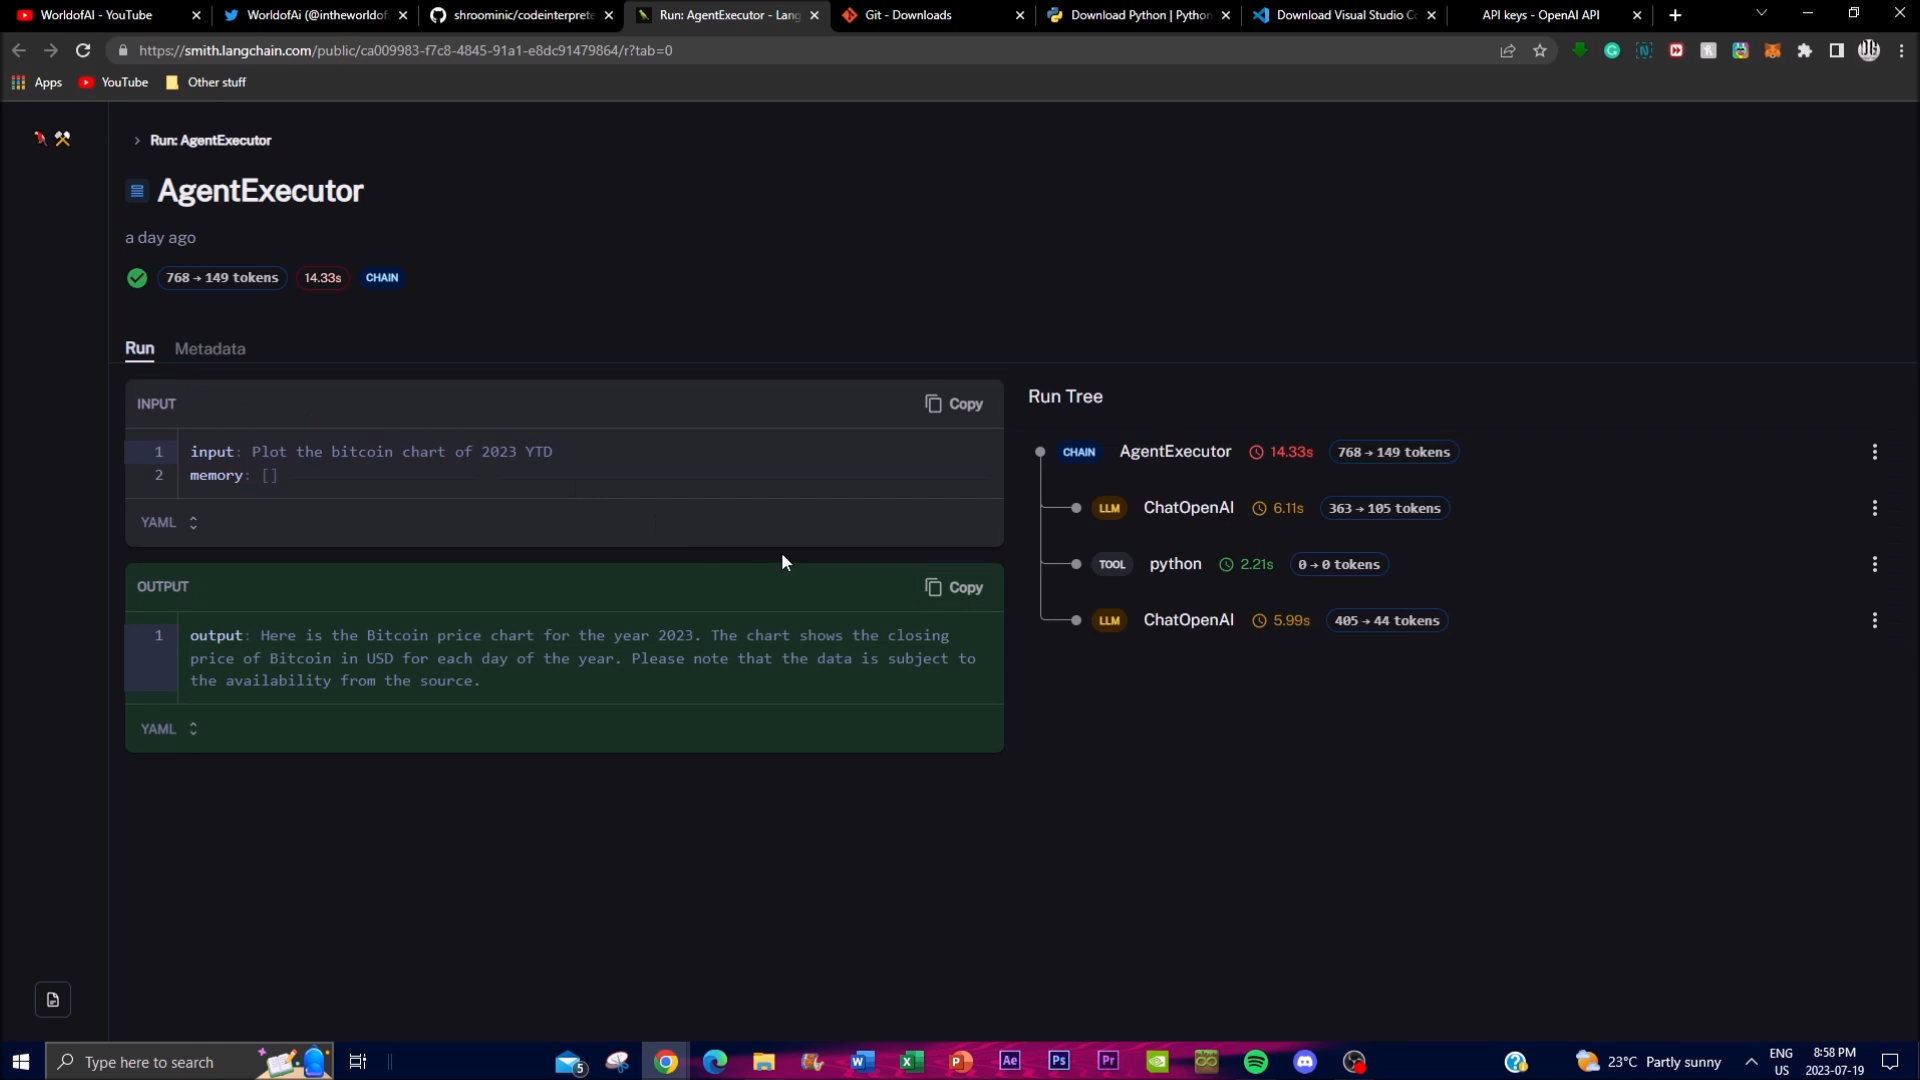 WorldofAI - YouTube
WorldofAi (@intheworldof
shroominic/codeinterprete
Run: AgentExecutor - Lang
Git - Downloads
Download Python | Python
Download Visual Studio Co
API keys - OpenAI API
https://smith.langchain.com/public/ca009983-f7c8-4845-91a1-e8dc91479864/r?tab=0
Apps
YouTube
Other stuff
Run: AgentExecutor
AgentExecutor
a day ago
768 → 149 tokens
14.33s
CHAIN
Run
Metadata
INPUT
Copy
1 input: Plot the bitcoin chart of 2023 YTD
2 memory: []
YAML
OUTPUT
Copy
1 output: Here is the Bitcoin price chart for the year 2023. The chart shows the closing
price of Bitcoin in USD for each day of the year. Please note that the data is subject to
the availability from the source.
YAML
Run Tree
CHAIN AgentExecutor 14.33s 768 → 149 tokens
LLM ChatOpenAI 6.11s 363 → 105 tokens
TOOL python 2.21s 0 → 0 tokens
LLM ChatOpenAI 5.99s 405 → 44 tokens
Type here to search
5
Ae
Ps
Pr
23°C Partly sunny
ENG
US
8:58 PM
2023-07-19